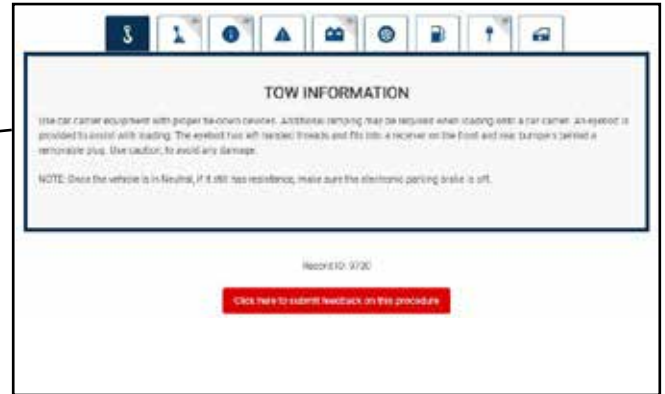 TOW INFORMATION
Use car carrier equipment with proper tie-down devices. Additional ramping may be required when loading onto a car carrier. An eyebolt is
provided to assist with loading. The eyebolt has left handed threads and fits into a receiver on the front and rear bumpers behind a
removable plug. Use caution, to avoid any damage.
NOTE: Once the vehicle is in Neutral, if it still has resistance, make sure the electronic parking brake is off.
Record ID: 9730
Click here to submit feedback on this procedure